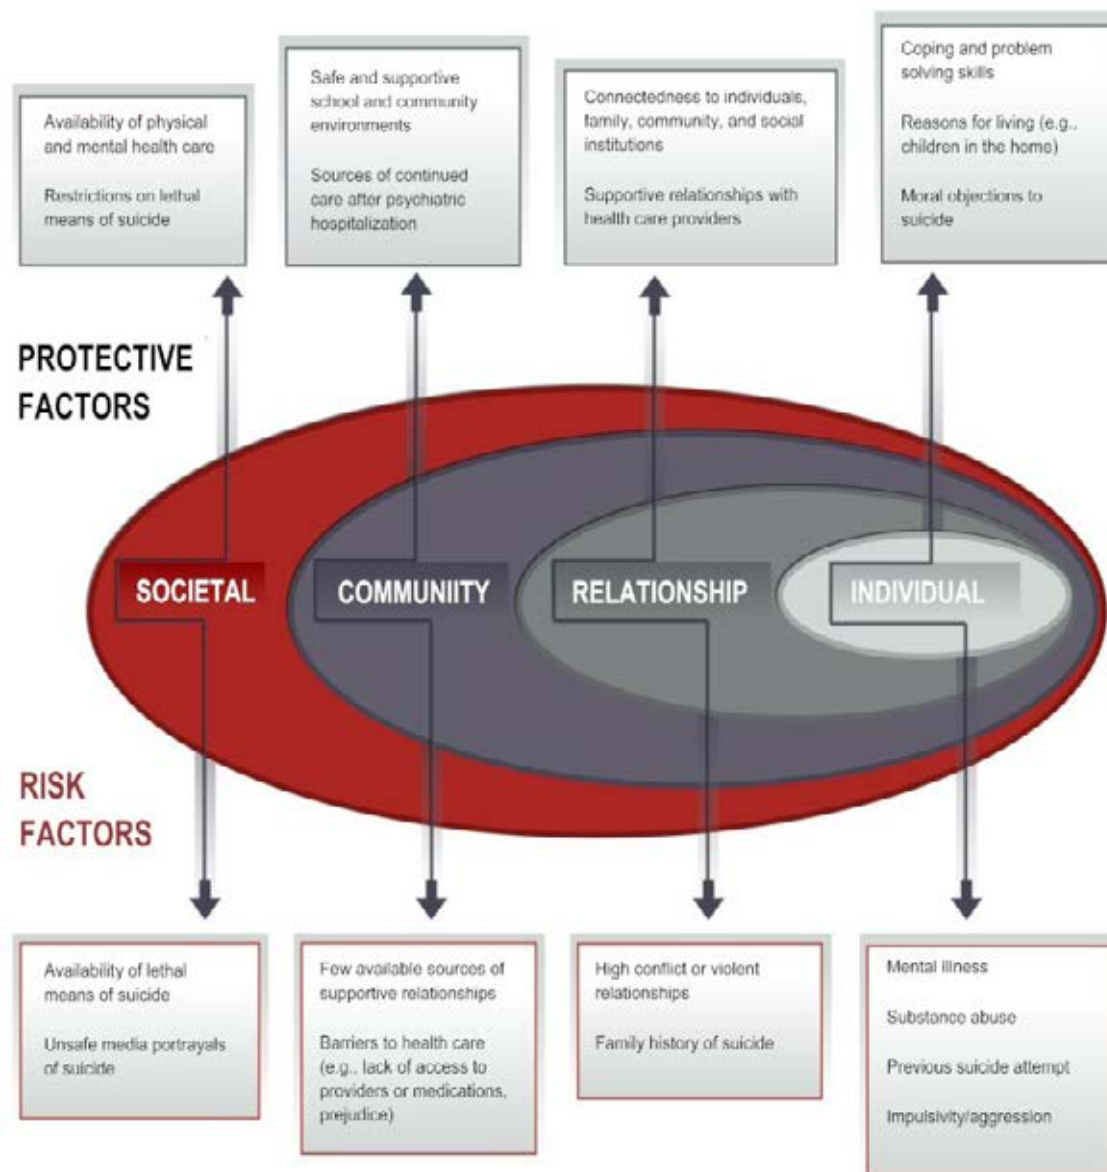 Availability of physical
and mental health care
Restrictions on lethal
means of suicide
Safe and supportive
school and community
environments
Sources of continued
care after psychiatric
hospitalization
Connectedness to individuals,
family, community, and social
institutions
Supportive relationships with
health care providers
Coping and problem
solving skills
Reasons for living (e.g.,
children in the home)
Moral objections to
suicide
PROTECTIVE
FACTORS
SOCIETAL
COMMUNIITY
RELATIONSHIP
INDIVIDUAL
RISK
FACTORS
Availability of lethal
means of suicide
Unsafe media portrayals
of suicide
Few available sources of
supportive relationships
Barriers to health care
(e.g., lack of access to
providers or medications,
prejudice)
High conflict or violent
relationships
Family history of suicide
Mental illness
Substance abuse
Previous suicide attempt
Impulsivity/aggression